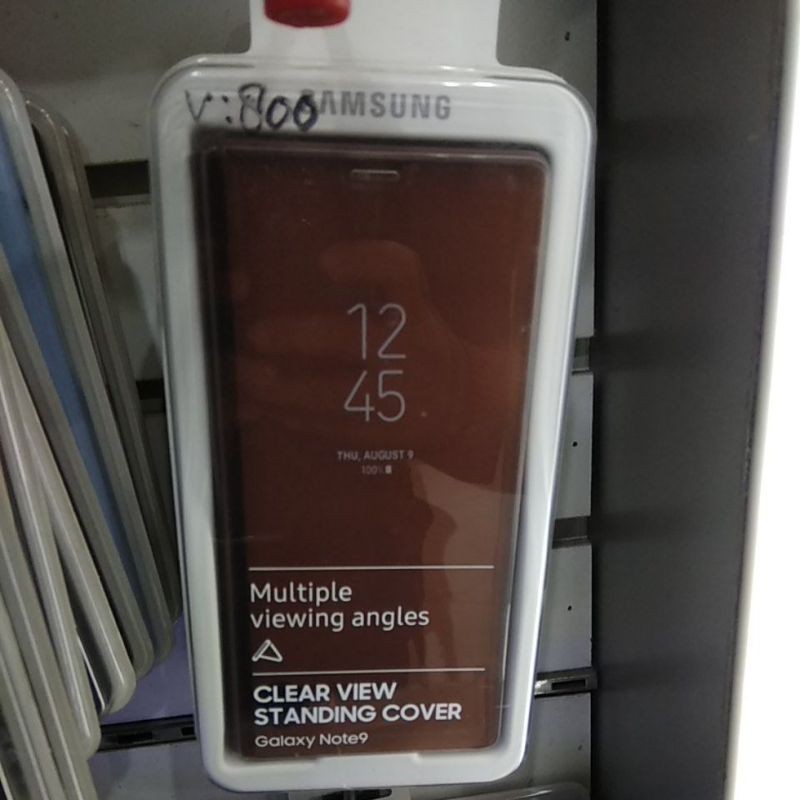 V:800
SAMSUNG
12
45
THU, AUGUST 9
100%
Multiple
viewing angles
CLEAR VIEW
STANDING COVER
Galaxy Note9